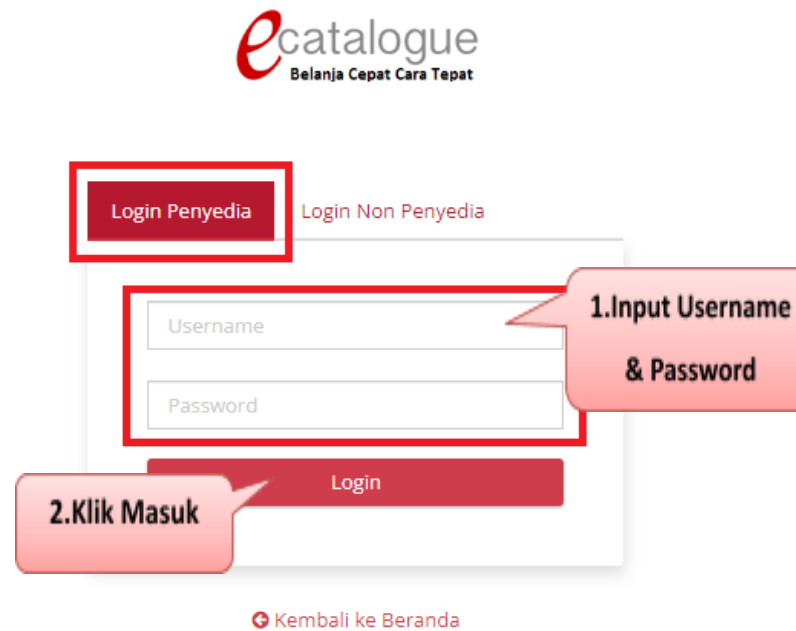 ecatalogue
Belanja Cepat Cara Tepat
Login Penyedia
Login Non Penyedia
Username
1.Input Username
& Password
Password
Login
2.Klik Masuk
Kembali ke Beranda